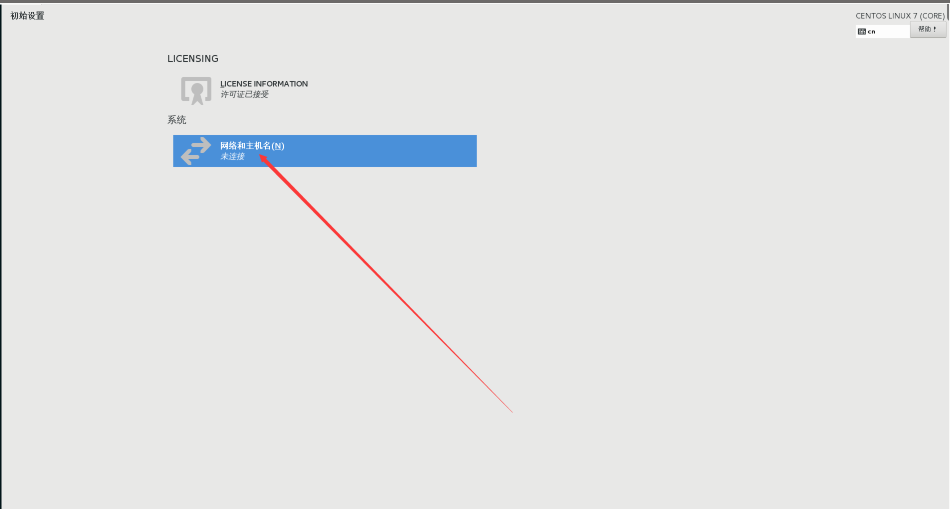 初始设置
CENTOS LINUX 7 (CORE)
cn
帮助！
LICENSING
LICENSE INFORMATION
许可证已接受
系统
网络和主机名(N)
未连接